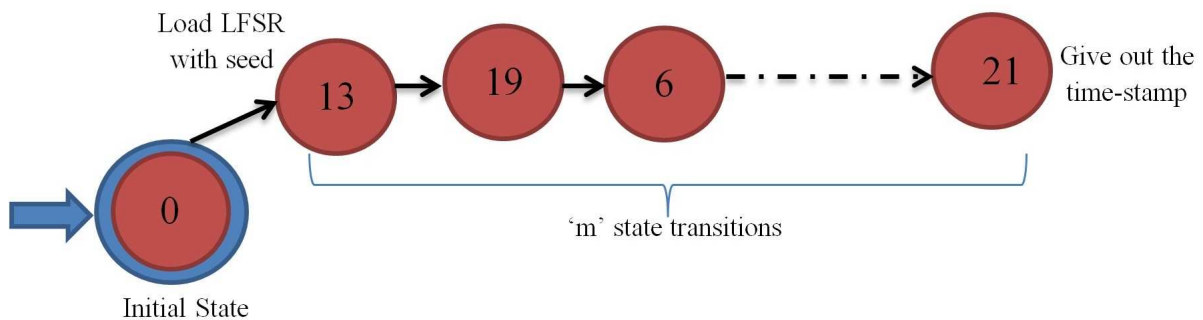 Load LFSR
with seed
13
19
6
21
Give out the
time-stamp
0
‘m’ state transitions
Initial State